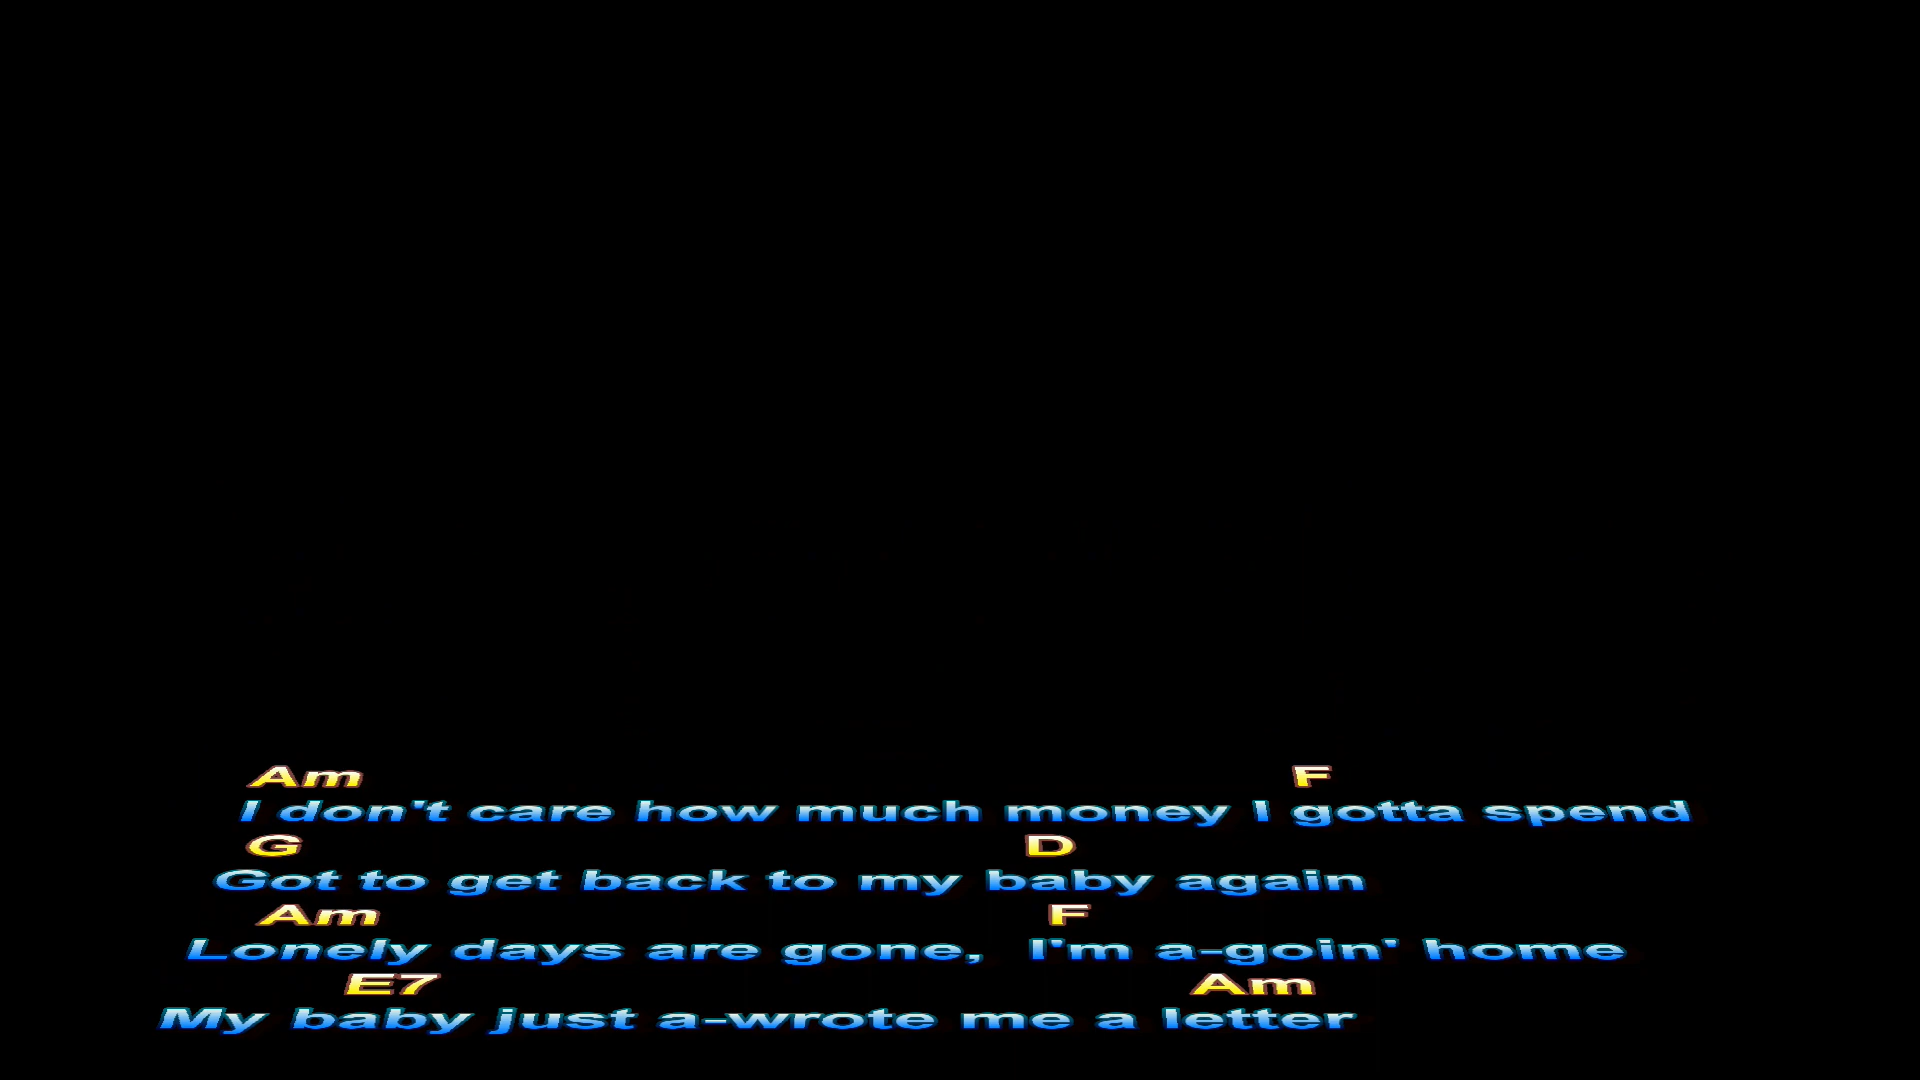 Am F
I don't care how much money I gotta spend
G D
Got to get back to my baby again
Am F
Lonely days are gone, I'm a-goin' home
E7 Am
My baby just a-wrote me a letter